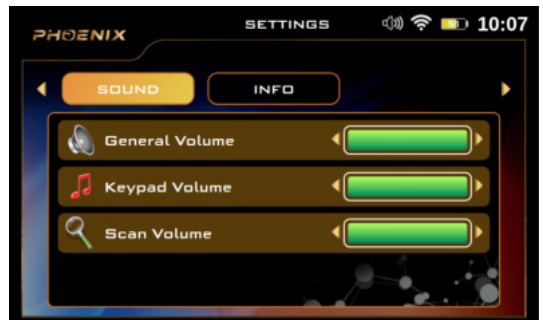 PHOENIX
SETTINGS
10:07
SOUND
INFO
General Volume
Keypad Volume
Scan Volume